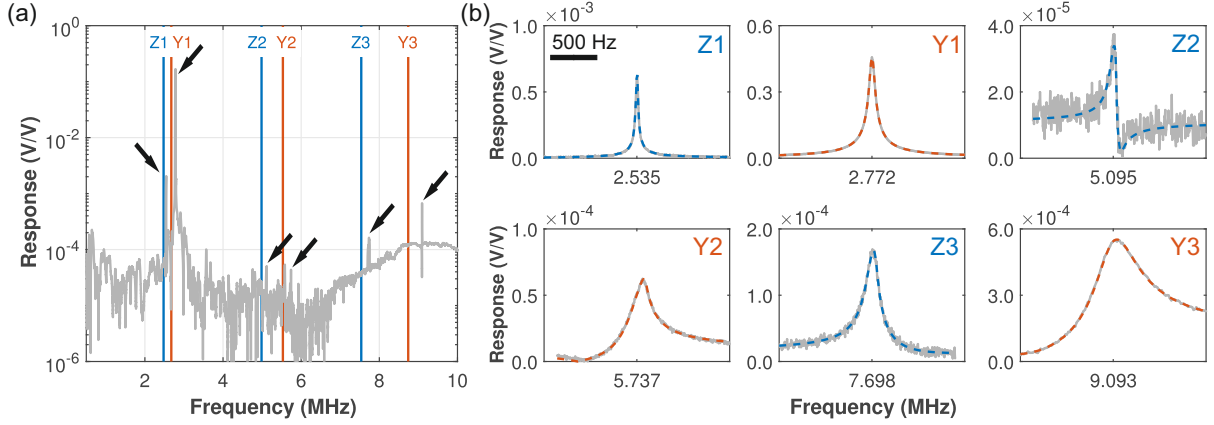 (a)
10^0
10^-2
10^-4
10^-6
Response (V/V)
Z1 Y1 Z2 Y2 Z3 Y3
2 4 6 8 10
Frequency (MHz)
(b)
×10^-3
1.0
0.5
0.0
Response (V/V)
500 Hz
Z1
2.535
0.6
0.3
0.0
Y1
2.772
×10^-5
4.0
2.0
0.0
Z2
5.095
×10^-4
1.0
0.5
0.0
Response (V/V)
Y2
5.737
×10^-4
2.0
1.0
0.0
Z3
7.698
×10^-4
6.0
3.0
0.0
Y3
9.093
Frequency (MHz)